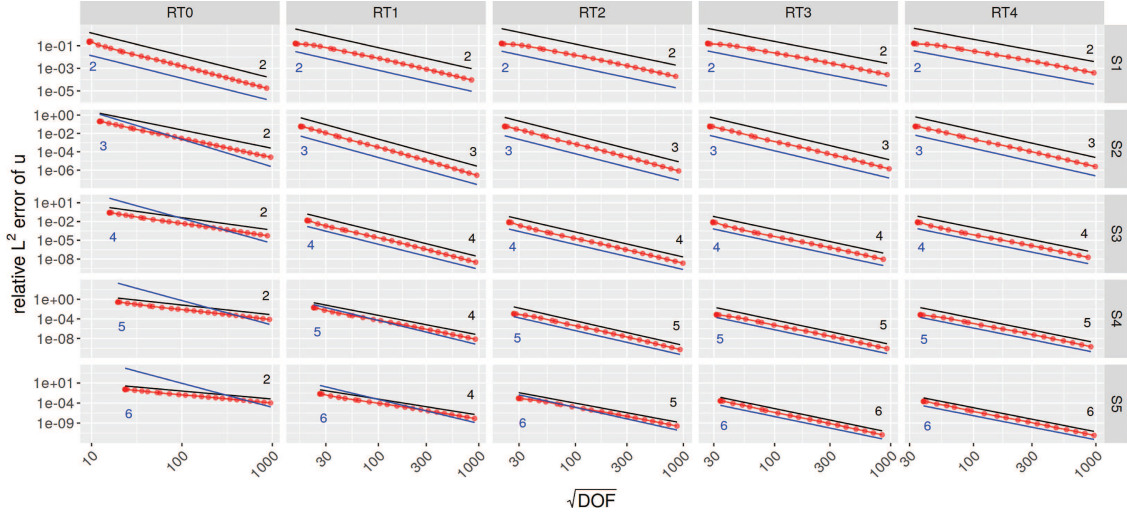 RT0 RT1 RT2 RT3 RT4
relative L² error of u
1e-01
1e-03
1e-05
2 2 2 2 2
2 2 2 2 2
S1
1e+00
1e-02
1e-04
1e-06
2 3 3 3 3
3 3 3 3 3
S2
1e+01
1e-02
1e-05
1e-08
2 4 4 4 4
4 4 4 4 4
S3
1e+00
1e-04
1e-08
2 4 5 5 5
5 5 5 5 5
S4
1e+01
1e-04
1e-09
2 4 5 6 6
6 6 6 6 6
S5
10 100 1000 30 100 300 1000 30 100 300 1000 30 100 300 1000 30 100 300 1000
√DOF